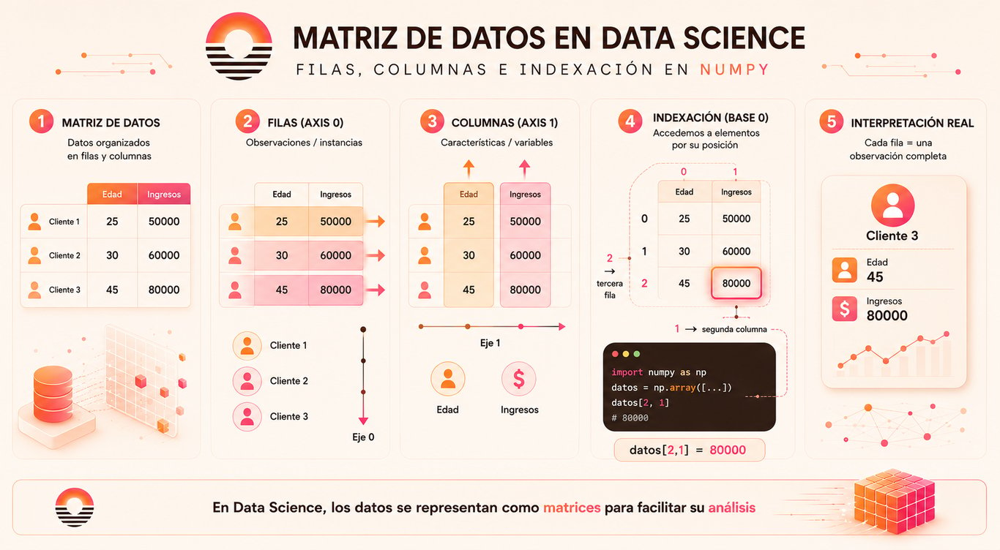 MATRIZ DE DATOS EN DATA SCIENCE
FILAS, COLUMNAS E INDEXACIÓN EN NUMPY
1 MATRIZ DE DATOS
Datos organizados
en filas y columnas
Edad Ingresos
Cliente 1 25 50000
Cliente 2 30 60000
Cliente 3 45 80000
2 FILAS (AXIS 0)
Observaciones / instancias
Edad Ingresos
25 50000
30 60000
45 80000
Cliente 1
Cliente 2
Cliente 3
Eje 0
3 COLUMNAS (AXIS 1)
Características / variables
Edad Ingresos
25 50000
30 60000
45 80000
Eje 1
$
Edad Ingresos
4 INDEXACIÓN (BASE 0)
Accedemos a elementos
por su posición
0 1
Edad Ingresos
0 25 50000
1 30 60000
2 45 80000
2
→
tercera
fila
1 → segunda columna
import numpy as np
datos = np.array([...])
datos[2, 1]
# 80000
datos[2,1] = 80000
5 INTERPRETACIÓN REAL
Cada fila = una
observación completa
Cliente 3
Edad
45
$ Ingresos
80000
En Data Science, los datos se representan como matrices para facilitar su análisis